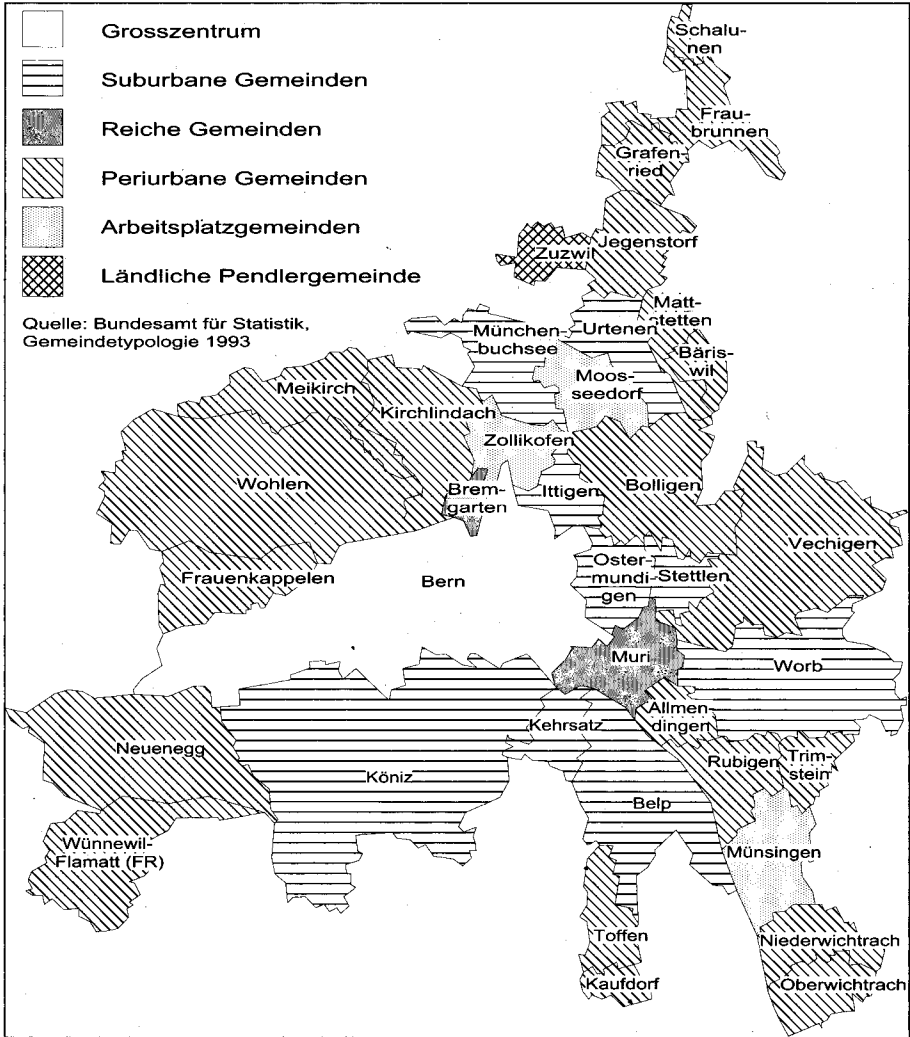 Grosszentrum
Suburbane Gemeinden
Reiche Gemeinden
Periurbane Gemeinden
Arbeitsplatzgemeinden
Ländliche Pendlergemeinde
Quelle: Bundesamt für Statistik,
Gemeindetypologie 1993
Schalu-
nen
Frau-
brunnen
Grafen-
ried
Jegenstorf
Zuzwil
Matt-
stetten
Urtenen
München-
buchsee
Bäris-
wil
Moos-
seedorf
Meikirch
Kirchlindach
Zollikofen
Wohlen
Brem-
garten
Ittigen
Bolligen
Vechigen
Frauenkappelen
Bern
Oster-
mundi-
gen
Stettlen
Muri
Worb
Allmen-
dingen
Kehrsatz
Neuenegg
Köniz
Rubigen
Trim-
stein
Belp
Wünnewil-
Flamatt (FR)
Münsingen
Toffen
Niederwichtrach
Kaufdorf
Oberwichtrach